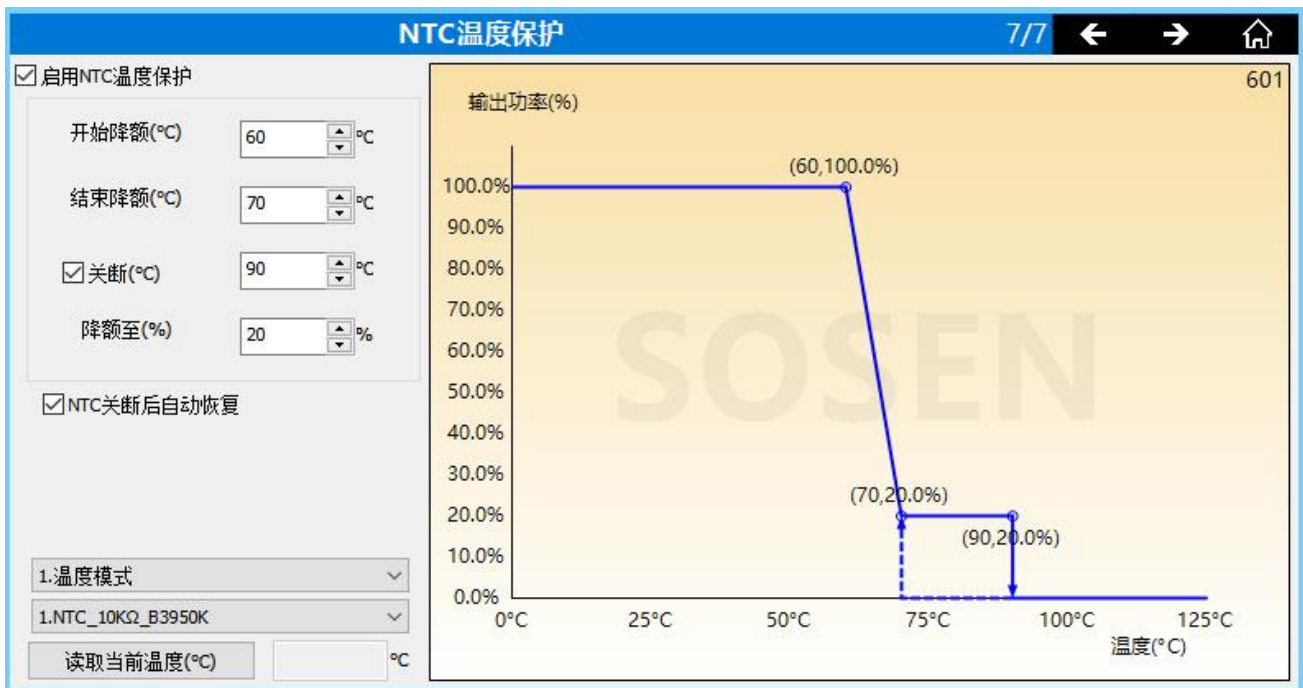 NTC温度保护 7/7
启用NTC温度保护
开始降额(℃) 60 ℃
结束降额(℃) 70 ℃
关断(℃) 90 ℃
降额至(%) 20 %
NTC关断后自动恢复
1.温度模式
1.NTC_10KΩ_B3950K
读取当前温度(℃) ℃
601
输出功率(%)
(60,100.0%)
100.0%
90.0%
80.0%
70.0%
60.0%
50.0%
40.0%
30.0%
(70,20.0%)
20.0%
(90,20.0%)
10.0%
0.0%
0°C 25°C 50°C 75°C 100°C 125°C
温度(°C)
SOSEN